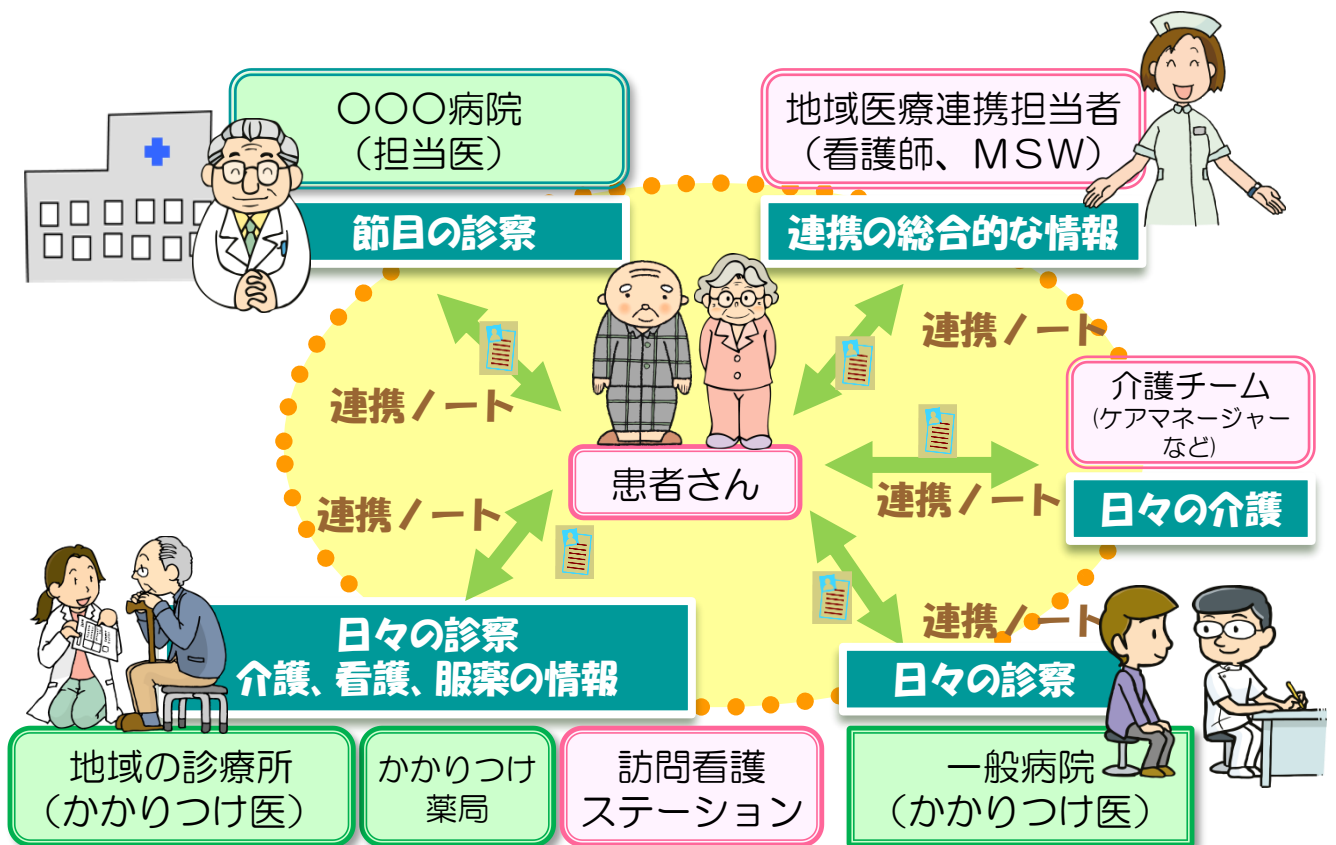 〇〇〇病院
（担当医）
節目の診察
地域医療連携担当者
（看護師、ＭＳＷ）
連携の総合的な情報
連携ノート
連携ノート
介護チーム
(ケアマネージャー
など)
日々の介護
患者さん
連携ノート
連携ノート
連携ノート
日々の診察
介護、看護、服薬の情報
日々の診察
地域の診療所
（かかりつけ医）
かかりつけ
薬局
訪問看護
ステーション
一般病院
（かかりつけ医）